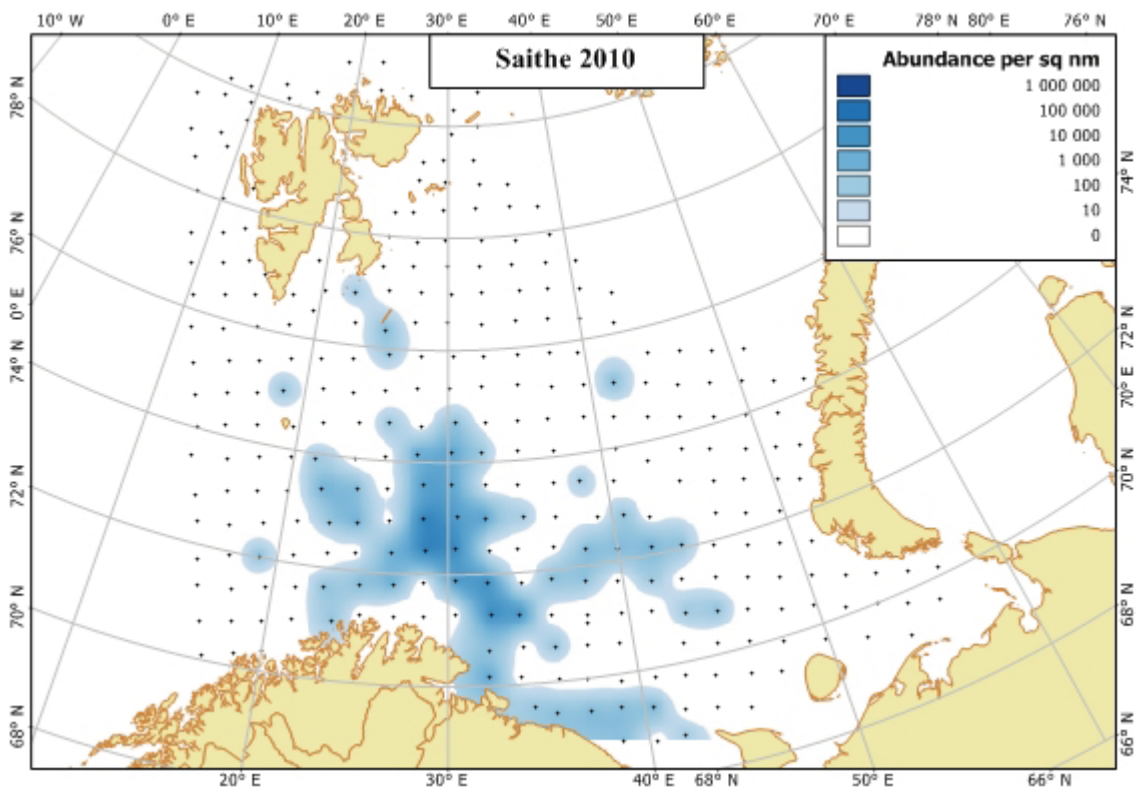 10° W 0° E 10° E 20° E 30° E 40° E 50° E 60° E 70° E 78° N 80° E 76° N
Saithe 2010
Abundance per sq nm
1 000 000
100 000
10 000
1 000
100
10
0
78° N
76° N
0° E
74° N
72° N
70° N
68° N
74° N
72° N
70° E
70° N
68° N
66° N
20° E 30° E 40° E 68° N 50° E 66° N